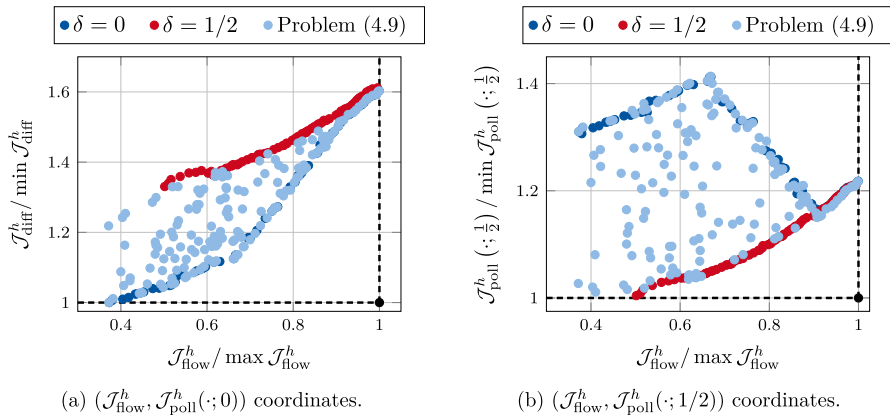 δ = 0 δ = 1/2 Problem (4.9)
1.6
1.4
1.2
1
0.4 0.6 0.8 1
𝒥^h_diff / min 𝒥^h_diff
𝒥^h_flow / max 𝒥^h_flow
(a) (𝒥^h_flow, 𝒥^h_poll(·; 0)) coordinates.
δ = 0 δ = 1/2 Problem (4.9)
1.4
1.2
1
0.4 0.6 0.8 1
𝒥^h_poll(·; 1/2) / min 𝒥^h_poll(·; 1/2)
𝒥^h_flow / max 𝒥^h_flow
(b) (𝒥^h_flow, 𝒥^h_poll(·; 1/2)) coordinates.